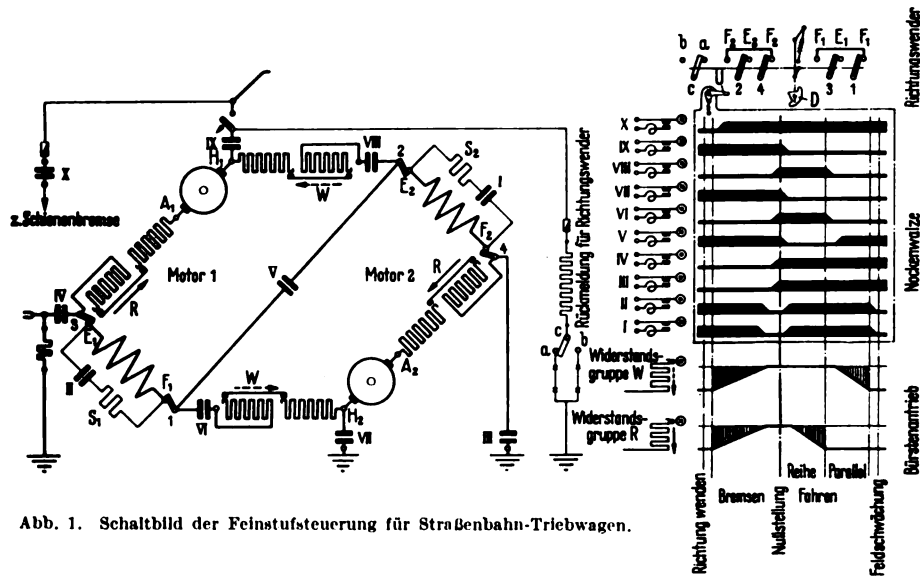 X
z. Schienenbremse
IX
H₁
VIII
W
A₁
Motor 1
R
IV
3
E₁
II
S₁
F₁
1
VI
W
H₂
VII
A₂
Motor 2
R
V
2
E₂
S₂
I
F₂
4
III
Rückmeldung für Richtungswender
c
a
b
b a F₂ E₂ F₂ F₁ E₁ F₁
c 2 4 D 3 1
Richtungswender
X
IX
VIII
VII
VI
V
IV
III
II
I
Nockenwalze
Widerstands-
gruppe W
Widerstands-
gruppe R
Bürstenantrieb
Richtung wenden
Bremsen
Nullstellung
Reihe Parallel
Fahren
Feldschwächung
Abb. 1. Schaltbild der Feinstufsteuerung für Straßenbahn-Triebwagen.